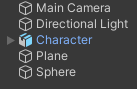 Main Camera
Directional Light
Character
Plane
Sphere